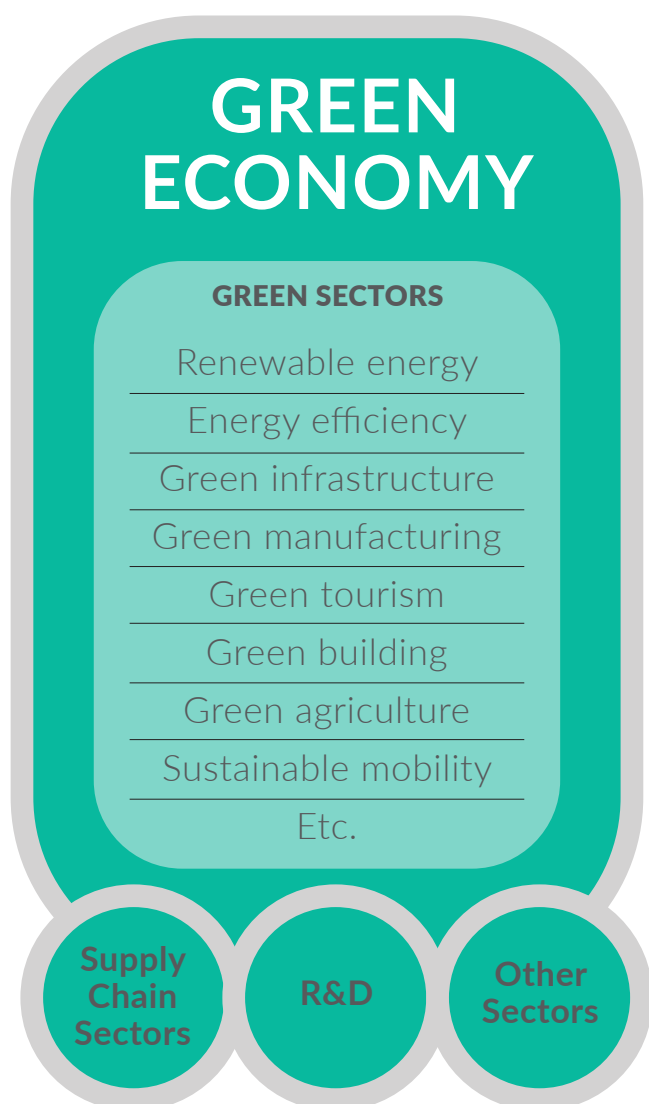 GREEN
ECONOMY
GREEN SECTORS
Renewable energy
Energy efficiency
Green infrastructure
Green manufacturing
Green tourism
Green building
Green agriculture
Sustainable mobility
Etc.
Supply
Chain
Sectors
R&D
Other
Sectors